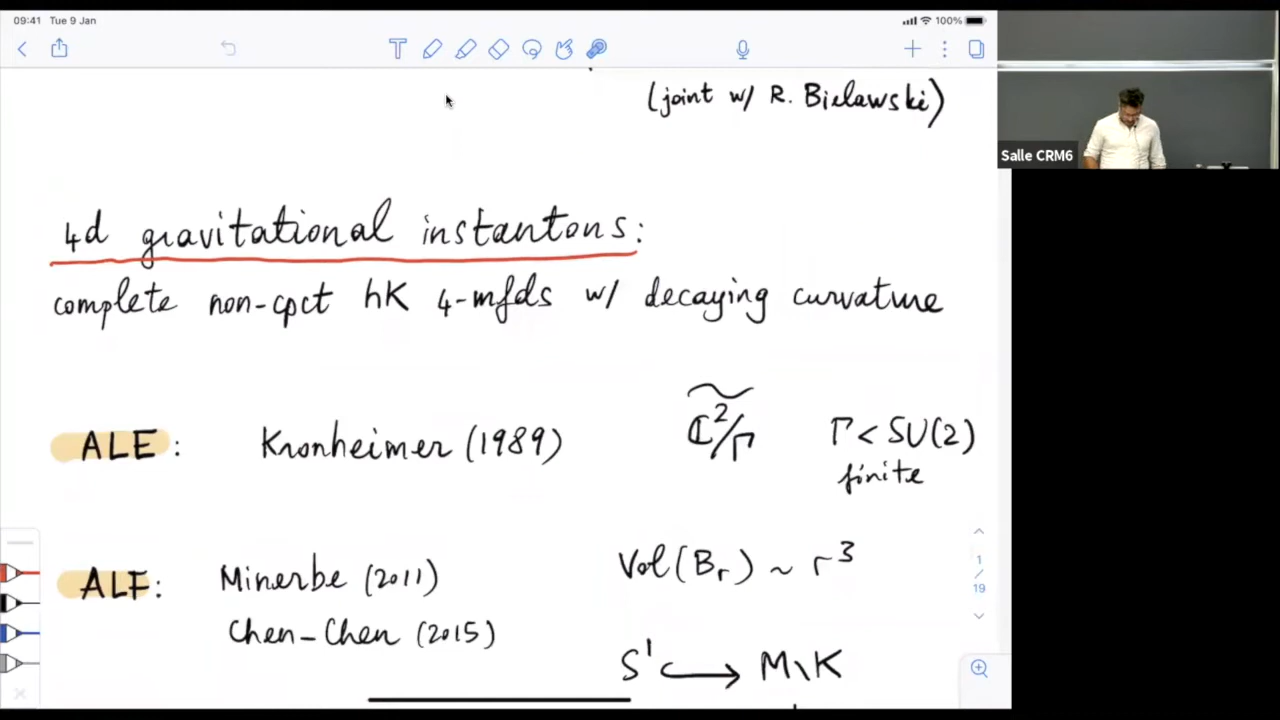 09:41 Tue 9 Jan
100%
(joint w/ R. Bielawski)
Salle CRM6
4d gravitational instantons:
complete non-cpct hK 4-mfds w/ decaying curvature
ALE: Kronheimer (1989) ℂ²/Γ Γ < SU(2)
finite
ALF: Minerbe (2011) Vol(Bᵣ) ~ r³
Chen-Chen (2015)
S¹ ↪ M\K
1
/
19